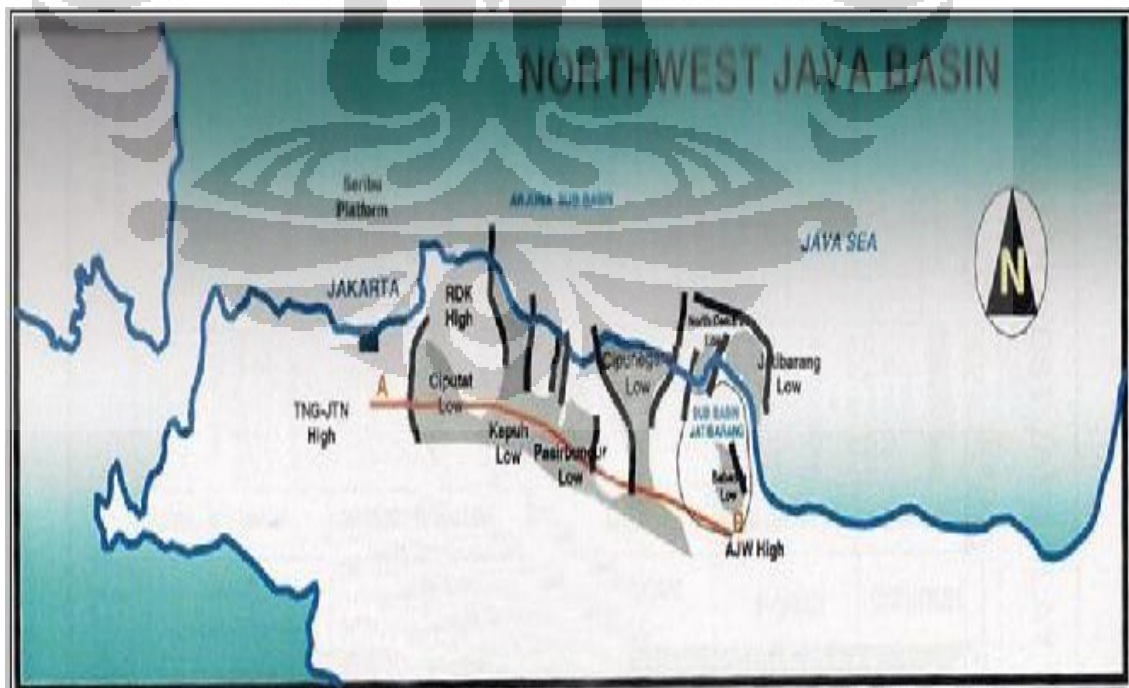 NORTHWEST JAVA BASIN
Seribu
Platform
ARJUNA SUB BASIN
JAVA SEA
N
JAKARTA
RDK
High
Low
Jatibarang
Low
Cipunegara
Low
Ciputat
Low
A
TNG-JTN
High
SUB BASIN
JATIBARANG
Kepuh
Low
Pasirbungur
Low
Low
B
AJW High